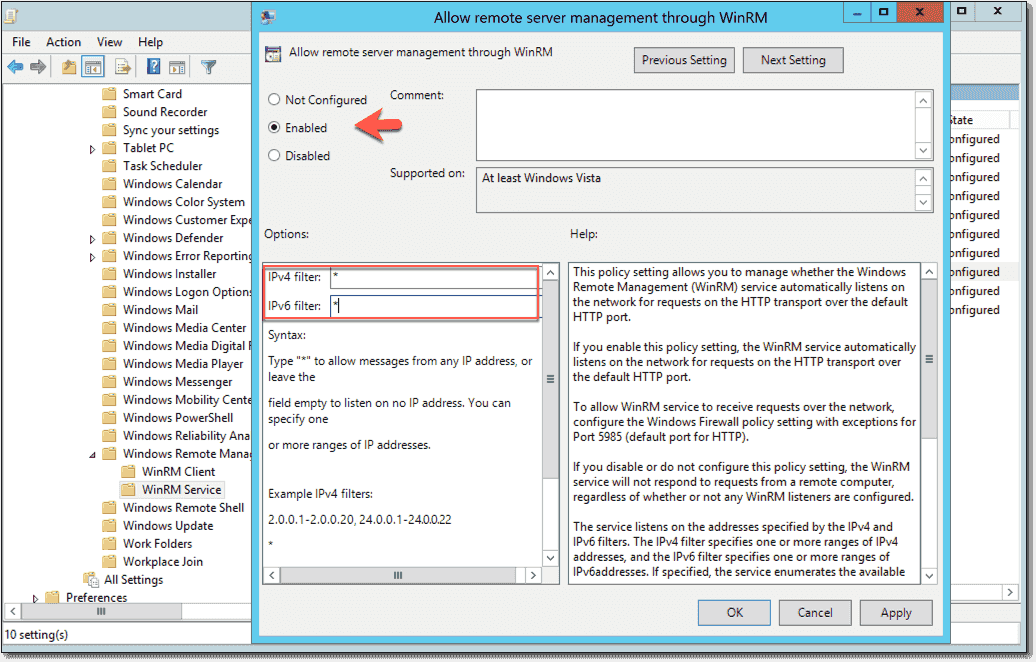 Allow remote server management through WinRM
File Action View Help
Smart Card
Sound Recorder
Sync your settings
Tablet PC
Task Scheduler
Windows Calendar
Windows Color System
Windows Customer Expe
Windows Defender
Windows Error Reporting
Windows Installer
Windows Logon Options
Windows Mail
Windows Media Center
Windows Media Digital
Windows Media Player
Windows Messenger
Windows Mobility Cente
Windows PowerShell
Windows Reliability Ana
Windows Remote Manag
WinRM Client
WinRM Service
Windows Remote Shell
Windows Update
Work Folders
Workplace Join
All Settings
Preferences
10 setting(s)
Allow remote server management through WinRM
Previous Setting
Next Setting
Not Configured
Enabled
Disabled
Comment:
Supported on:
At least Windows Vista
Options:
Help:
IPv4 filter: *
IPv6 filter: *
Syntax:
Type "*" to allow messages from any IP address, or
leave the
field empty to listen on no IP address. You can
specify one
or more ranges of IP addresses.
Example IPv4 filters:
2.0.0.1-2.0.0.20, 24.0.0.1-24.0.0.22
*
This policy setting allows you to manage whether the Windows
Remote Management (WinRM) service automatically listens on
the network for requests on the HTTP transport over the default
HTTP port.
If you enable this policy setting, the WinRM service automatically
listens on the network for requests on the HTTP transport over
the default HTTP port.
To allow WinRM service to receive requests over the network,
configure the Windows Firewall policy setting with exceptions for
Port 5985 (default port for HTTP).
If you disable or do not configure this policy setting, the WinRM
service will not respond to requests from a remote computer,
regardless of whether or not any WinRM listeners are configured.
The service listens on the addresses specified by the IPv4 and
IPv6 filters. The IPv4 filter specifies one or more ranges of IPv4
addresses, and the IPv6 filter specifies one or more ranges of
IPv6addresses. If specified, the service enumerates the available
OK
Cancel
Apply
tate
onfigured
onfigured
onfigured
onfigured
onfigured
onfigured
onfigured
onfigured
onfigured
onfigured